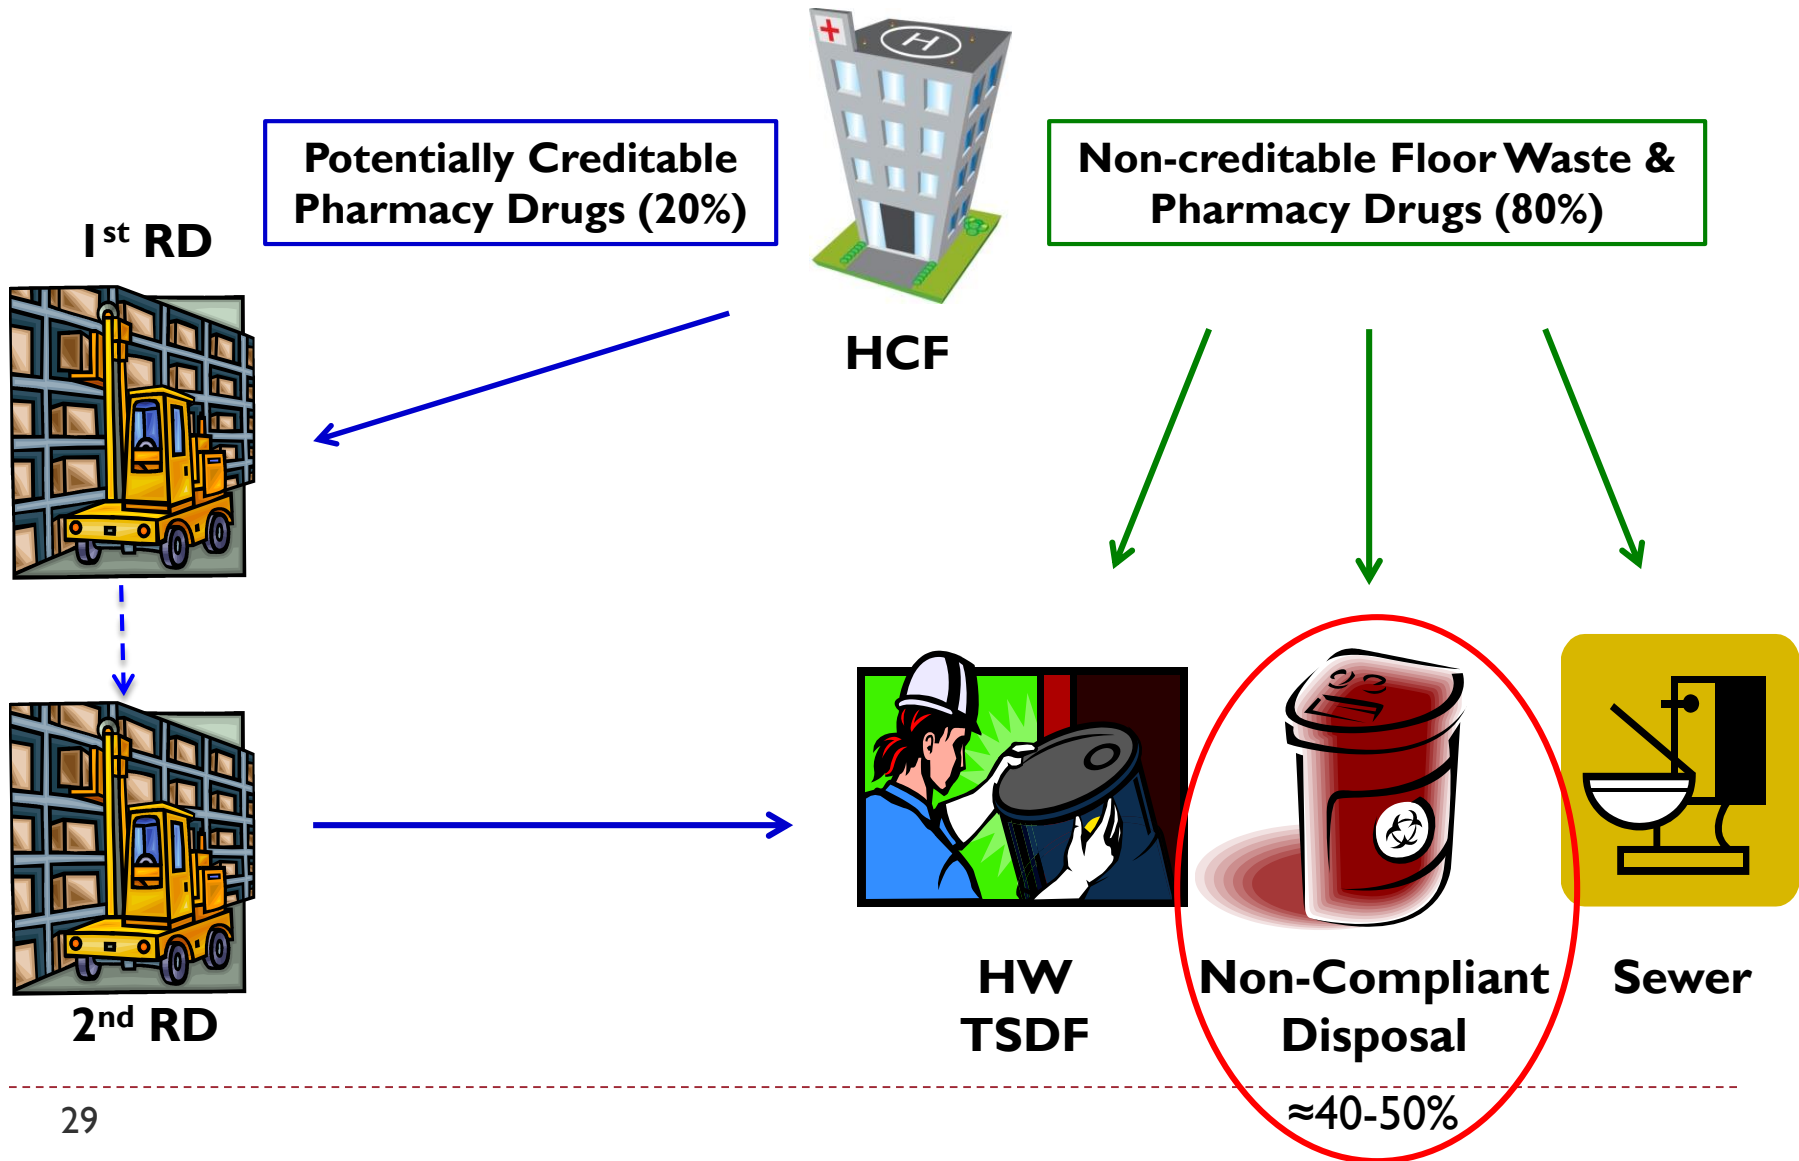 Potentially Creditable
Pharmacy Drugs (20%)
H
Non-creditable Floor Waste &
Pharmacy Drugs (80%)
1st RD
HCF
2nd RD
HW
TSDF
Non-Compliant
Disposal
Sewer
≈40-50%
29